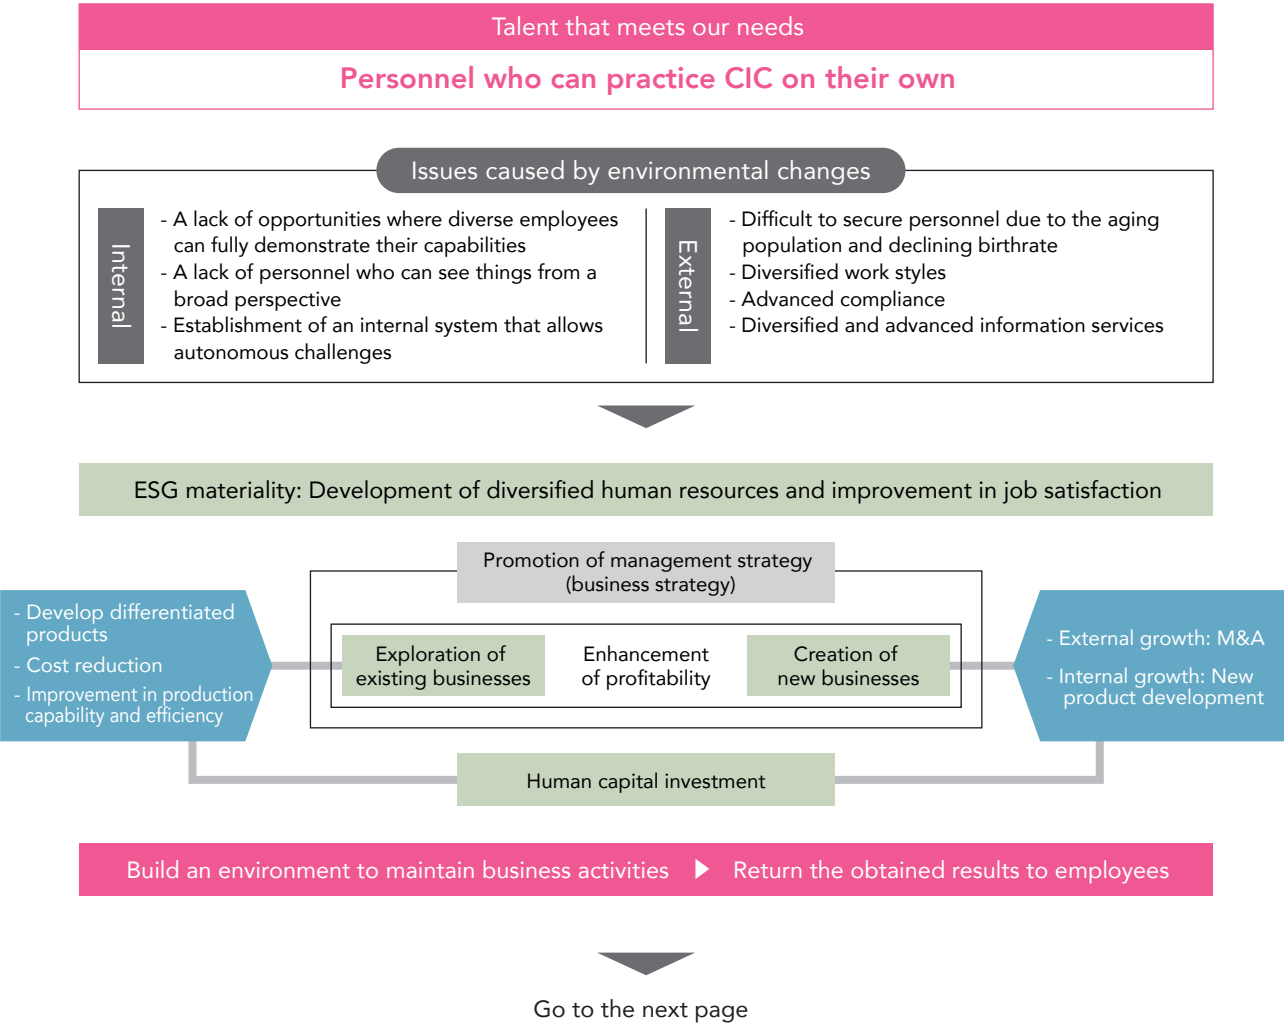 Talent that meets our needs
Personnel who can practice CIC on their own
Issues caused by environmental changes
Internal
- A lack of opportunities where diverse employees
can fully demonstrate their capabilities
- A lack of personnel who can see things from a
broad perspective
- Establishment of an internal system that allows
autonomous challenges
External
- Difficult to secure personnel due to the aging
population and declining birthrate
- Diversified work styles
- Advanced compliance
- Diversified and advanced information services
ESG materiality: Development of diversified human resources and improvement in job satisfaction
Promotion of management strategy
(business strategy)
- Develop differentiated
products
- Cost reduction
- Improvement in production
capability and efficiency
Exploration of
existing businesses
Enhancement
of profitability
Creation of
new businesses
- External growth: M&A
- Internal growth: New
product development
Human capital investment
Build an environment to maintain business activities
Return the obtained results to employees
Go to the next page